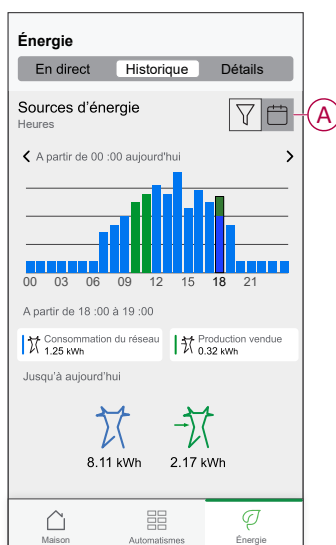 Énergie
En direct Historique Détails
Sources d'énergie
Heures
A
A partir de 00 :00 aujourd'hui
00 03 06 09 12 15 18 21
A partir de 18 :00 à 19 :00
Consommation du réseau
1.25 kWh
Production vendue
0.32 kWh
Jusqu'à aujourd'hui
8.11 kWh 2.17 kWh
Maison Automatismes Énergie